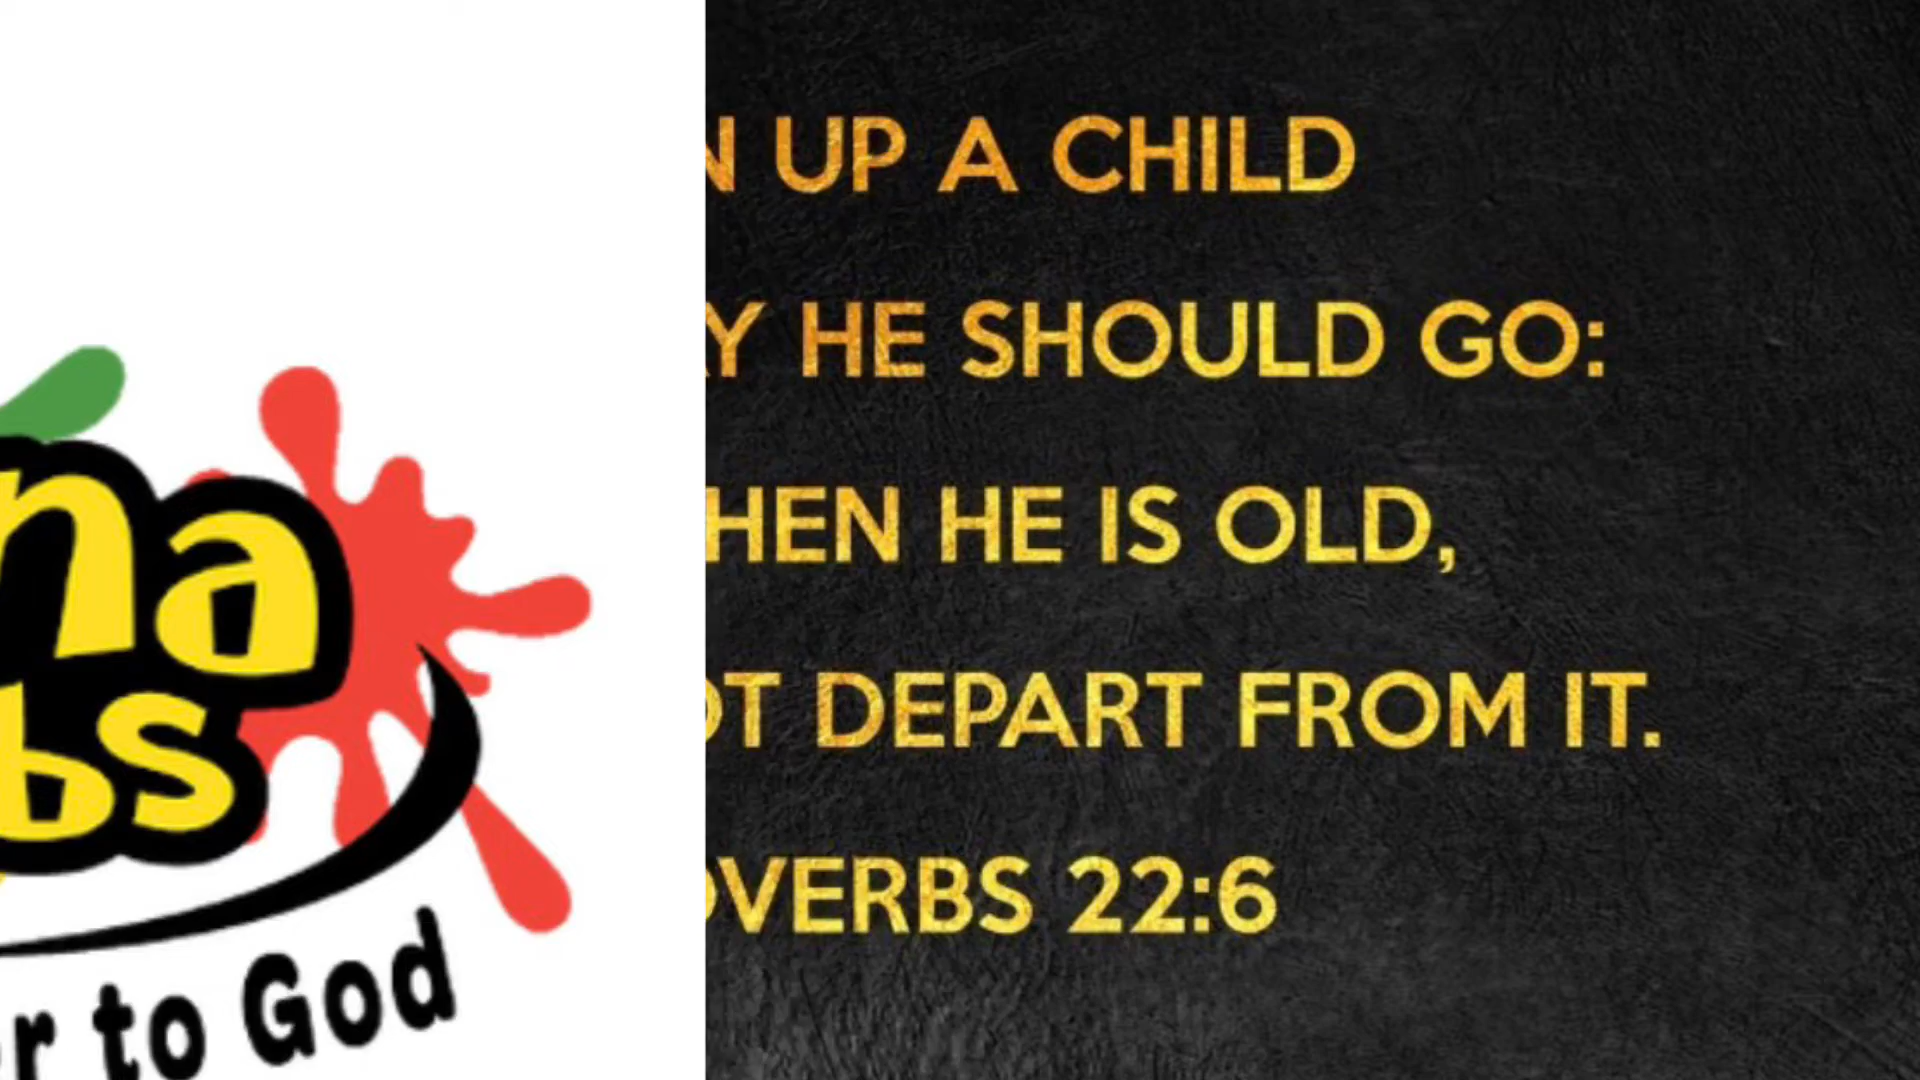 na
bs
r to God
N UP A CHILD
Y HE SHOULD GO:
HEN HE IS OLD,
OT DEPART FROM IT.
OVERBS 22:6